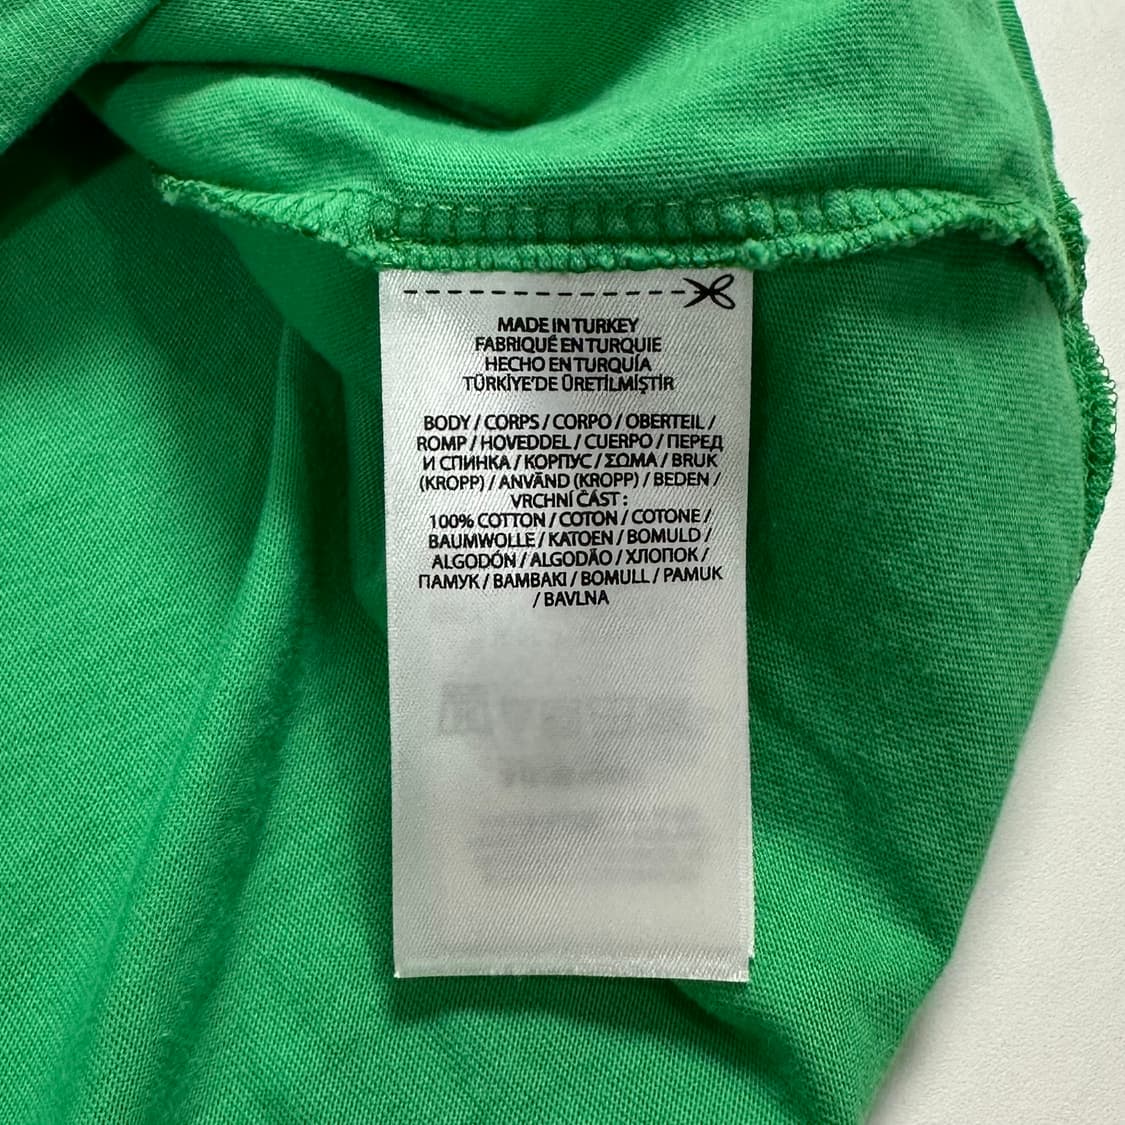 MADE IN TURKEY
FABRIQUÉ EN TURQUIE
HECHO EN TURQUÍA
TÜRKİYE'DE ÜRETİLMİŞTİR
BODY / CORPS / CORPO / OBERTEIL /
ROMP / HOVEDDEL / CUERPO / ПЕРЕД
И СПИНКА / КОРПУС / ΣΩΜΑ / BRUK
(KROPP) / ANVÄND (KROPP) / BEDEN /
VRCHNÍ ČÁST :
100% COTTON / COTON / COTONE /
BAUMWOLLE / KATOEN / BOMULD /
ALGODÓN / ALGODÃO / ХЛОПОК /
ПАМУК / ΒΑΜΒΑΚΙ / BOMULL / PAMUK
/ BAVLNA